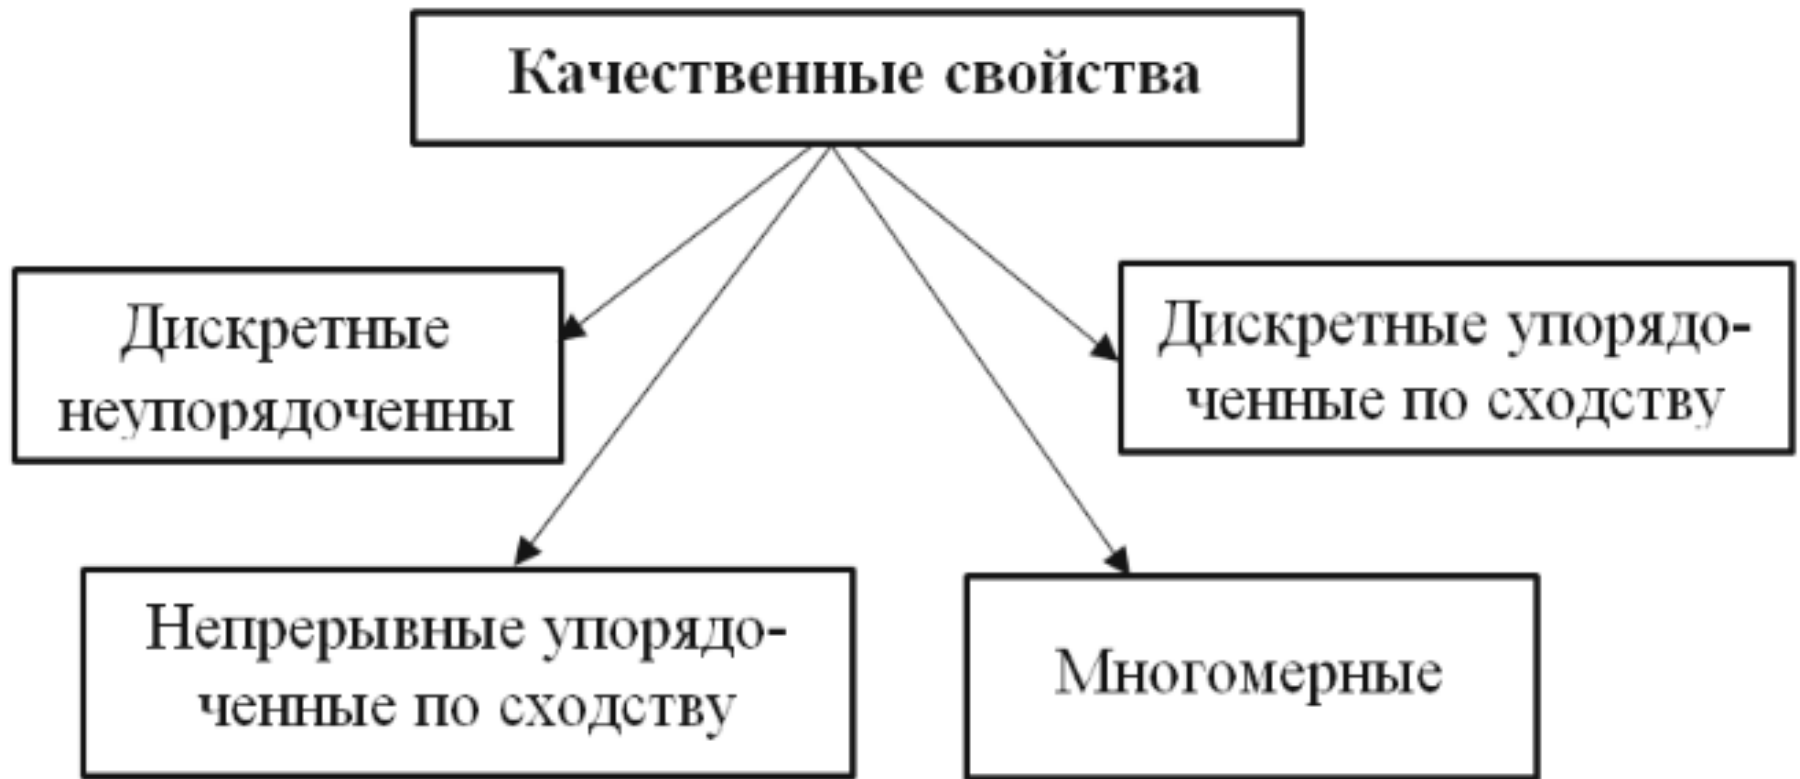 Качественные свойства
Дискретные
неупорядоченны
Дискретные упорядо-
ченные по сходству
Непрерывные упорядо-
ченные по сходству
Многомерные